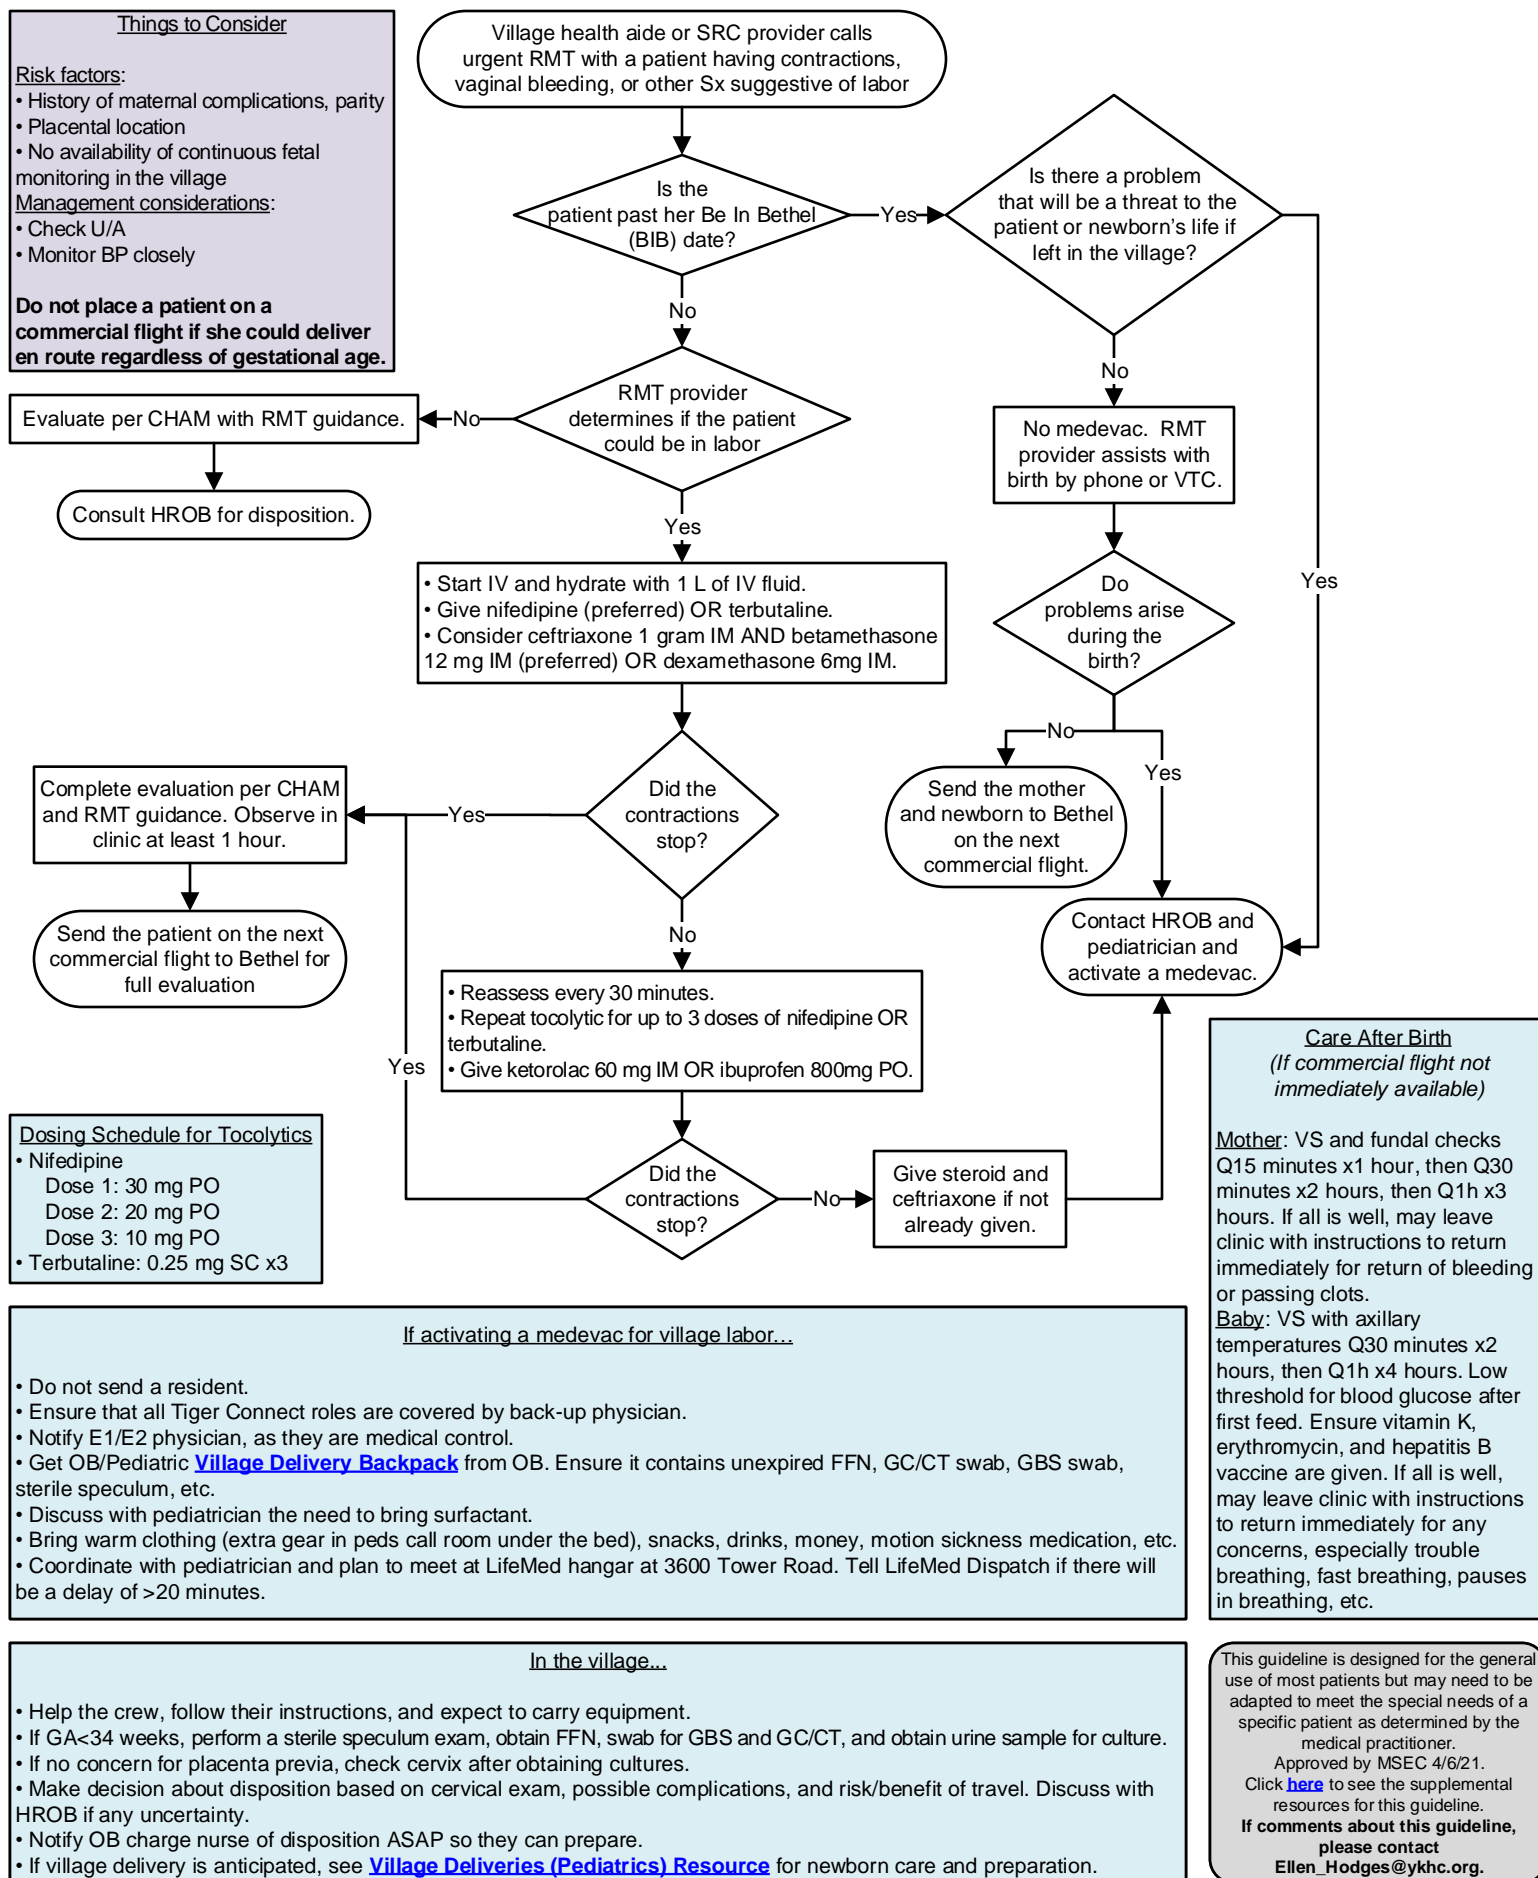 Things to Consider
Risk factors:
• History of maternal complications, parity
• Placental location
• No availability of continuous fetal
monitoring in the village
Management considerations:
• Check U/A
• Monitor BP closely
Do not place a patient on a
commercial flight if she could deliver
en route regardless of gestational age.
Village health aide or SRC provider calls
urgent RMT with a patient having contractions,
vaginal bleeding, or other Sx suggestive of labor
Is the
patient past her Be In Bethel
(BIB) date?
Yes
Is there a problem
that will be a threat to the
patient or newborn's life if
left in the village?
No
No
Yes
RMT provider
determines if the patient
could be in labor
No
Evaluate per CHAM with RMT guidance.
Consult HROB for disposition.
Yes
No medevac.  RMT
provider assists with
birth by phone or VTC.
• Start IV and hydrate with 1 L of IV fluid.
• Give nifedipine (preferred) OR terbutaline.
• Consider ceftriaxone 1 gram IM AND betamethasone
12 mg IM (preferred) OR dexamethasone 6mg IM.
Do
problems arise
during the
birth?
No
Yes
Send the mother
and newborn to Bethel
on the next
commercial flight.
Did the
contractions
stop?
Yes
Complete evaluation per CHAM
and RMT guidance. Observe in
clinic at least 1 hour.
Send the patient on the next
commercial flight to Bethel for
full evaluation
No
Contact HROB and
pediatrician and
activate a medevac.
• Reassess every 30 minutes.
• Repeat tocolytic for up to 3 doses of nifedipine OR
terbutaline.
• Give ketorolac 60 mg IM OR ibuprofen 800mg PO.
Yes
Did the
contractions
stop?
No
Give steroid and
ceftriaxone if not
already given.
Dosing Schedule for Tocolytics
• Nifedipine
Dose 1: 30 mg PO
Dose 2: 20 mg PO
Dose 3: 10 mg PO
• Terbutaline: 0.25 mg SC x3
Care After Birth
(If commercial flight not
immediately available)
Mother: VS and fundal checks
Q15 minutes x1 hour, then Q30
minutes x2 hours, then Q1h x3
hours. If all is well, may leave
clinic with instructions to return
immediately for return of bleeding
or passing clots.
Baby: VS with axillary
temperatures Q30 minutes x2
hours, then Q1h x4 hours. Low
threshold for blood glucose after
first feed. Ensure vitamin K,
erythromycin, and hepatitis B
vaccine are given. If all is well,
may leave clinic with instructions
to return immediately for any
concerns, especially trouble
breathing, fast breathing, pauses
in breathing, etc.
If activating a medevac for village labor…
• Do not send a resident.
• Ensure that all Tiger Connect roles are covered by back-up physician.
• Notify E1/E2 physician, as they are medical control.
• Get OB/Pediatric Village Delivery Backpack from OB. Ensure it contains unexpired FFN, GC/CT swab, GBS swab,
sterile speculum, etc.
• Discuss with pediatrician the need to bring surfactant.
• Bring warm clothing (extra gear in peds call room under the bed), snacks, drinks, money, motion sickness medication, etc.
• Coordinate with pediatrician and plan to meet at LifeMed hangar at 3600 Tower Road. Tell LifeMed Dispatch if there will
be a delay of >20 minutes.
In the village...
• Help the crew, follow their instructions, and expect to carry equipment.
• If GA<34 weeks, perform a sterile speculum exam, obtain FFN, swab for GBS and GC/CT, and obtain urine sample for culture.
• If no concern for placenta previa, check cervix after obtaining cultures.
• Make decision about disposition based on cervical exam, possible complications, and risk/benefit of travel. Discuss with
HROB if any uncertainty.
• Notify OB charge nurse of disposition ASAP so they can prepare.
• If village delivery is anticipated, see Village Deliveries (Pediatrics) Resource for newborn care and preparation.
This guideline is designed for the general
use of most patients but may need to be
adapted to meet the special needs of a
specific patient as determined by the
medical practitioner.
Approved by MSEC 4/6/21.
Click here to see the supplemental
resources for this guideline.
If comments about this guideline,
please contact
Ellen_Hodges@ykhc.org.